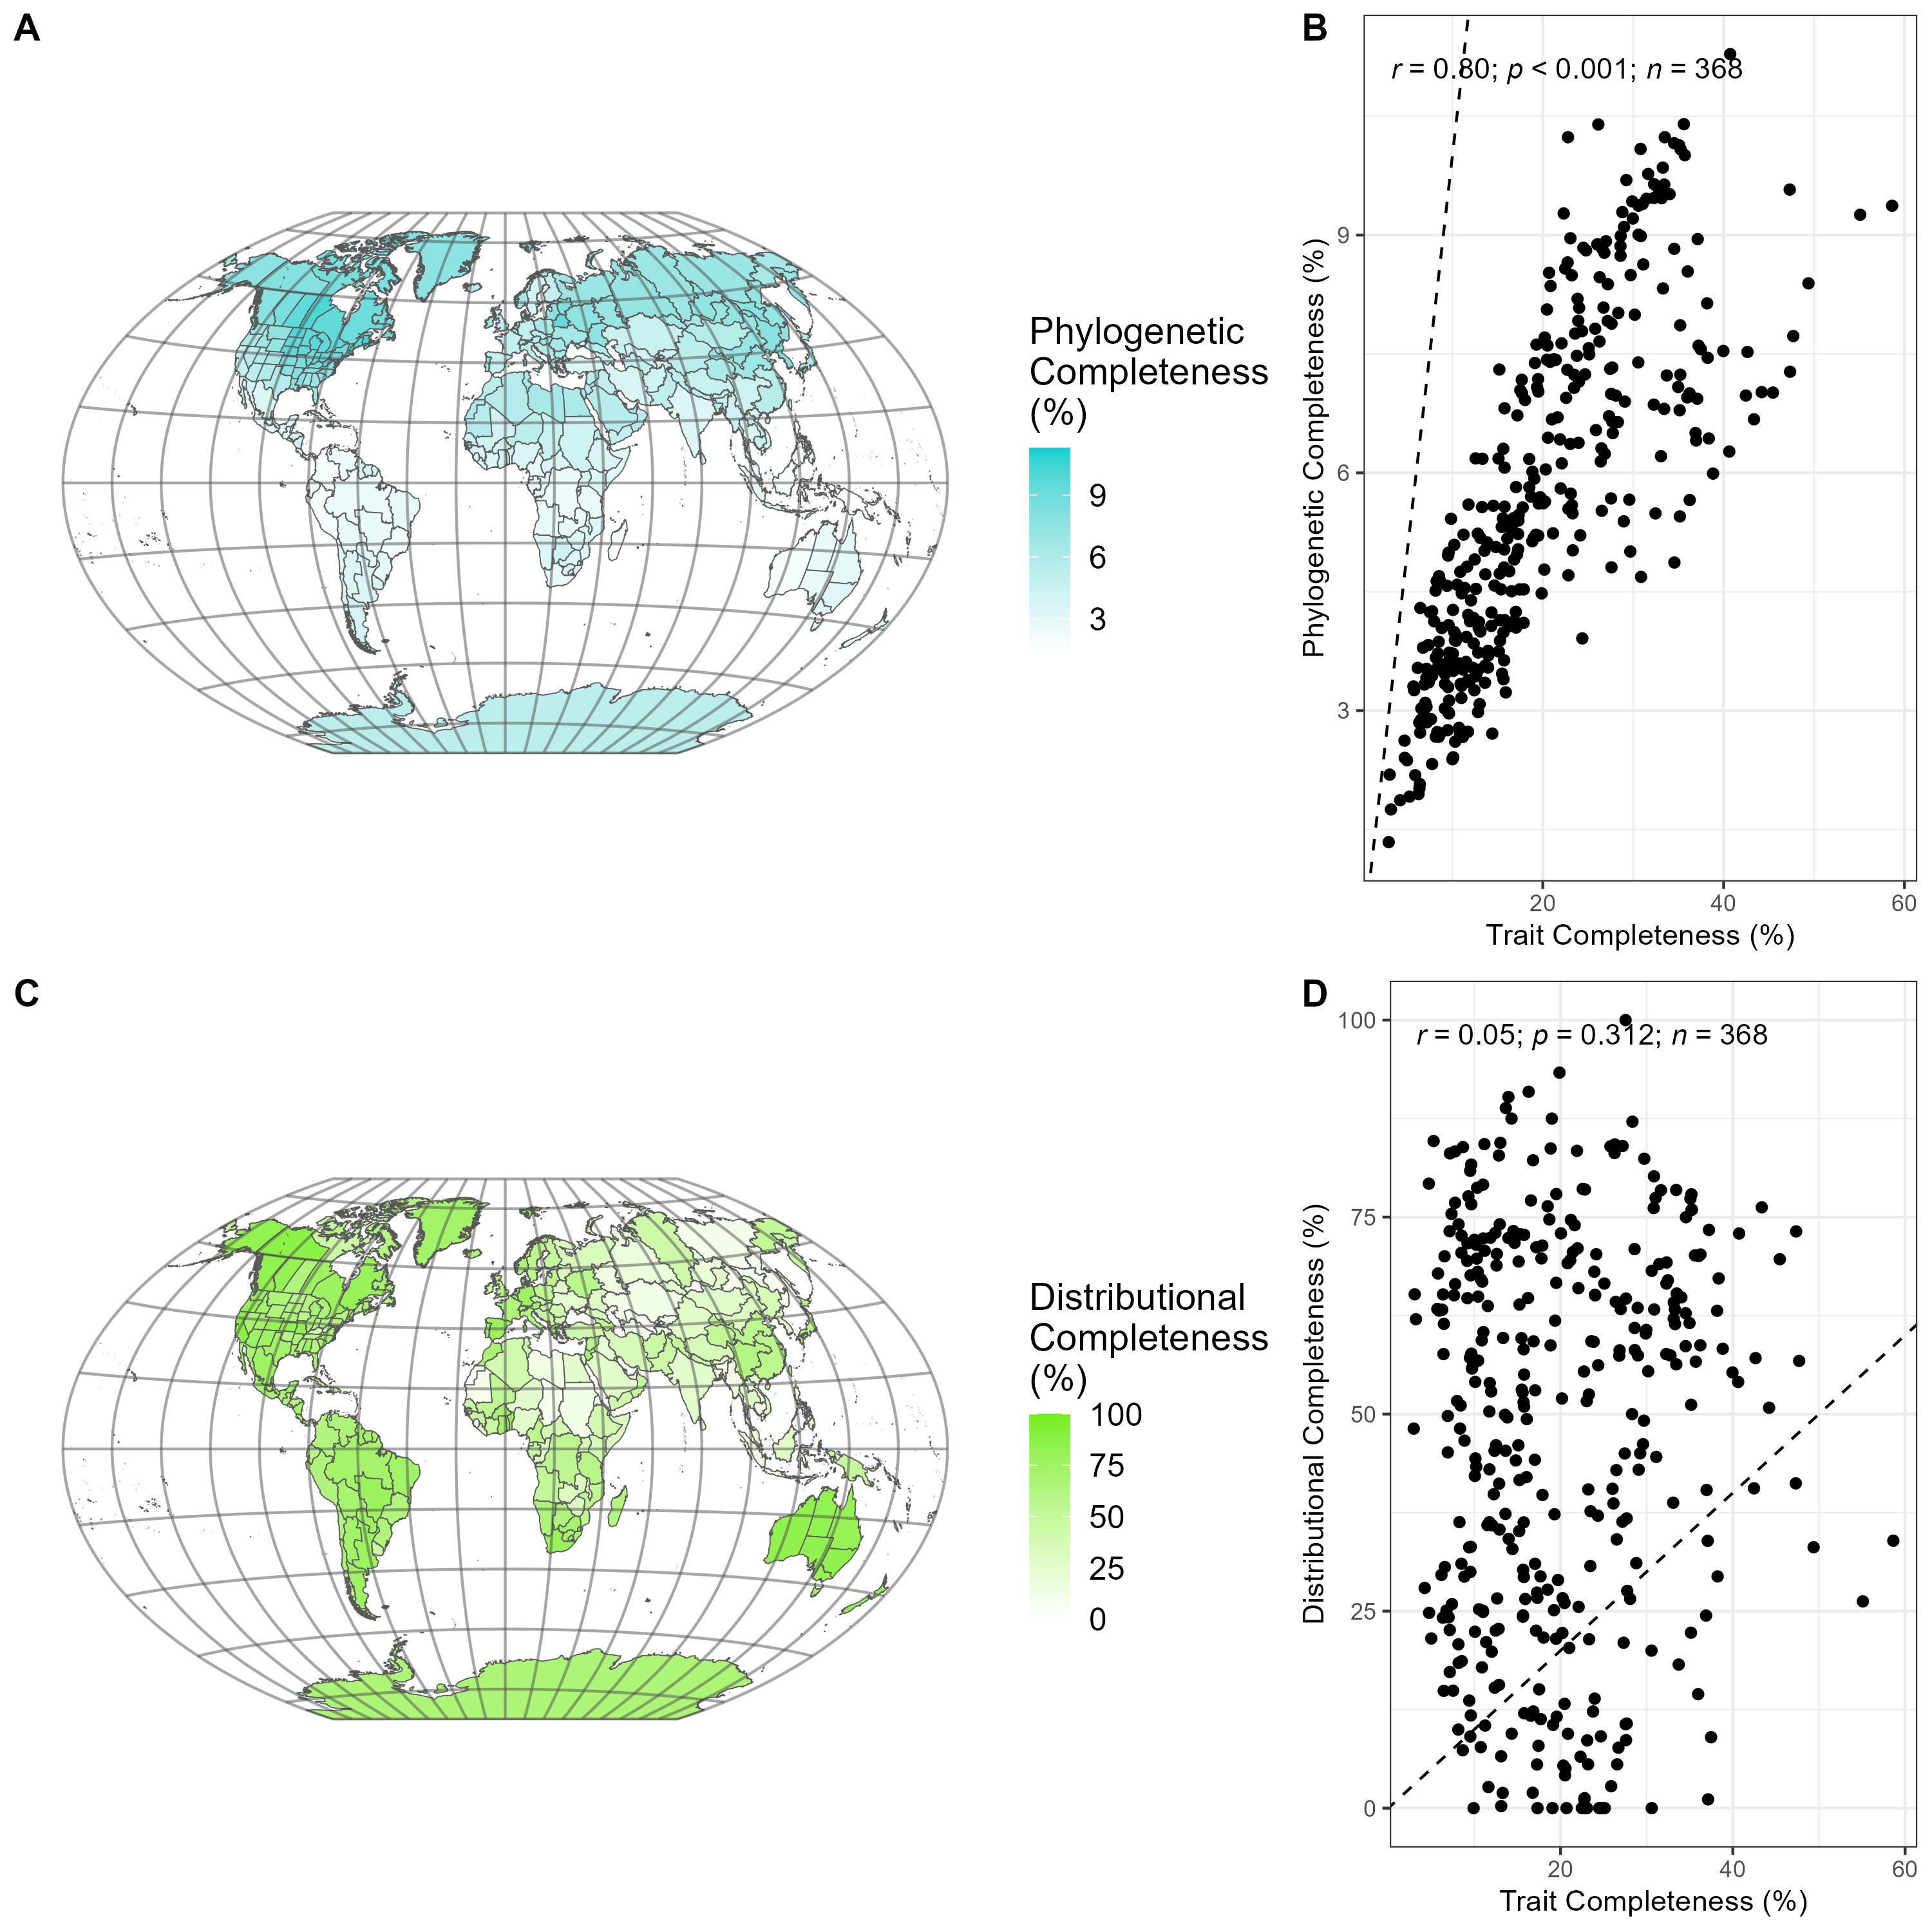 A
Phylogenetic
Completeness
(%)
9
6
3
B
r = 0.80; p < 0.001; n = 368
Phylogenetic Completeness (%)
9
6
3
20
40
60
Trait Completeness (%)
C
Distributional
Completeness
(%)
100
75
50
25
0
D
r = 0.05; p = 0.312; n = 368
Distributional Completeness (%)
100
75
50
25
0
20
40
60
Trait Completeness (%)